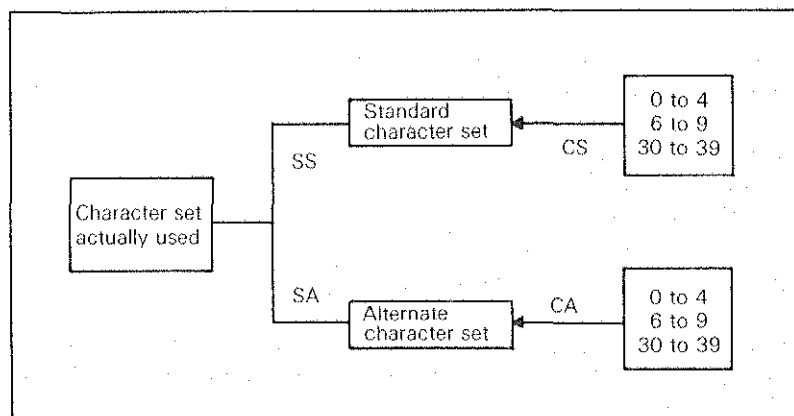 Standard
character set
0 to 4
6 to 9
30 to 39
SS
CS
Character set
actually used
SA
Alternate
character set
CA
0 to 4
6 to 9
30 to 39